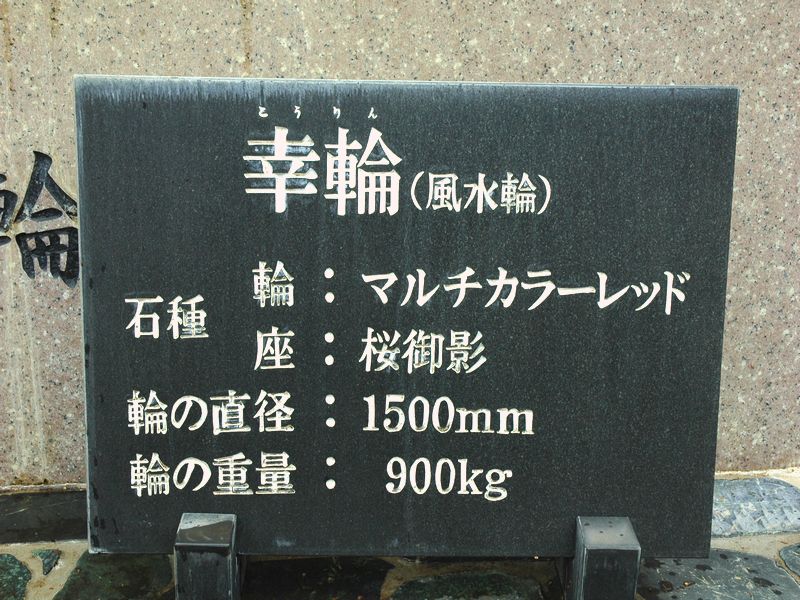 輪
こうりん
幸輪(風水輪)
石種 輪：マルチカラーレッド
座：桜御影
輪の直径：1500mm
輪の重量：900kg